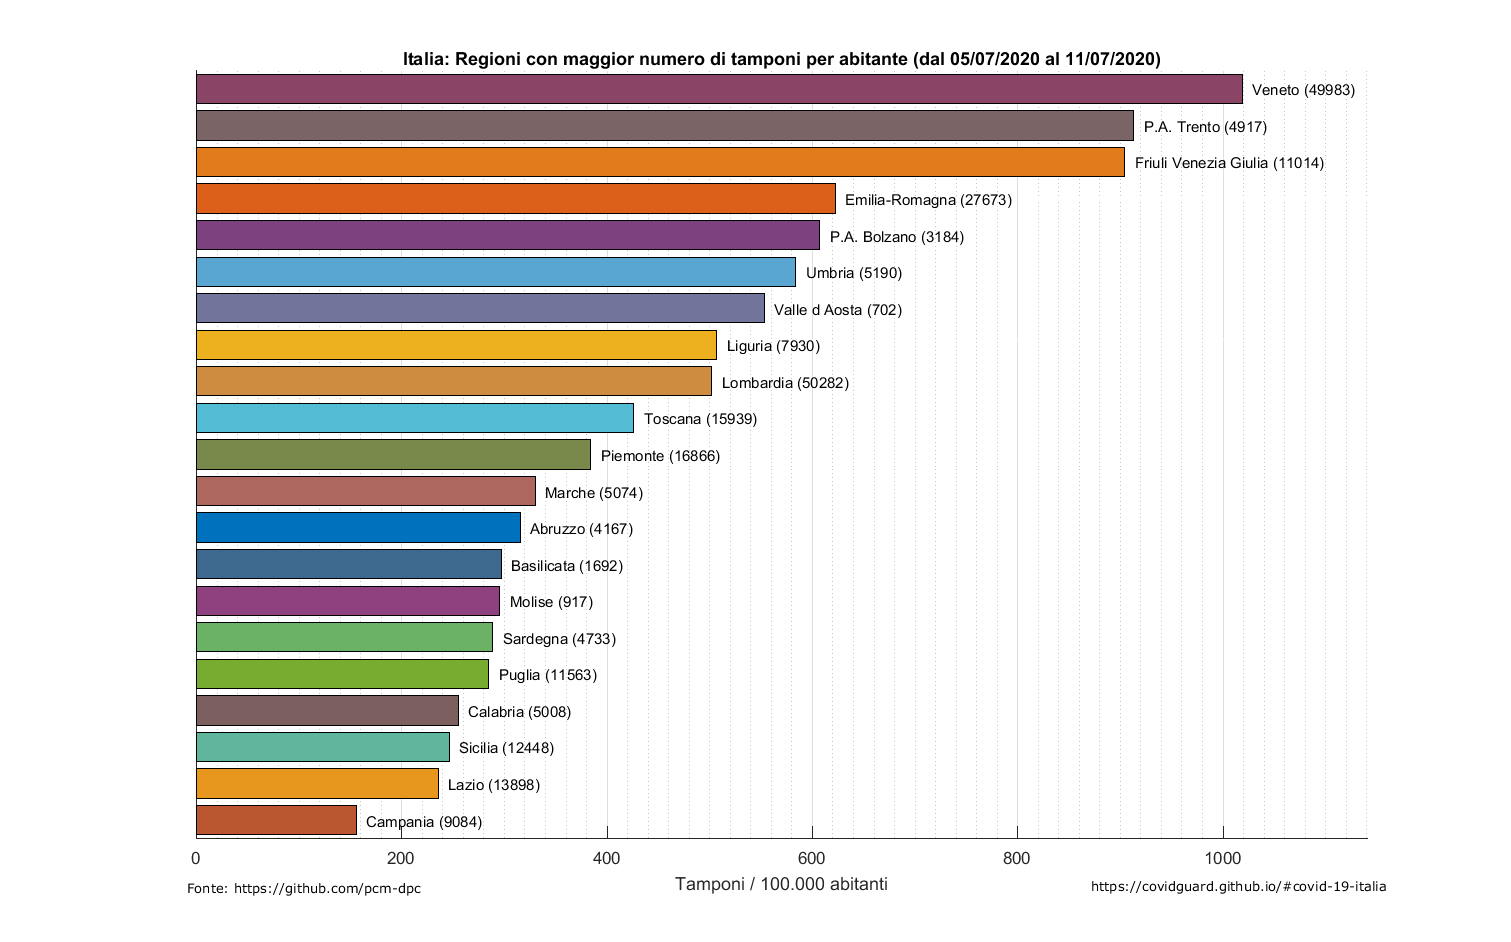 Italia: Regioni con maggior numero di tamponi per abitante (dal 05/07/2020 al 11/07/2020)
Veneto (49983)
P.A. Trento (4917)
Friuli Venezia Giulia (11014)
Emilia-Romagna (27673)
P.A. Bolzano (3184)
Umbria (5190)
Valle d Aosta (702)
Liguria (7930)
Lombardia (50282)
Toscana (15939)
Piemonte (16866)
Marche (5074)
Abruzzo (4167)
Basilicata (1692)
Molise (917)
Sardegna (4733)
Puglia (11563)
Calabria (5008)
Sicilia (12448)
Lazio (13898)
Campania (9084)
0 200 400 600 800 1000
Tamponi / 100.000 abitanti
Fonte: https://github.com/pcm-dpc
https://covidguard.github.io/#covid-19-italia